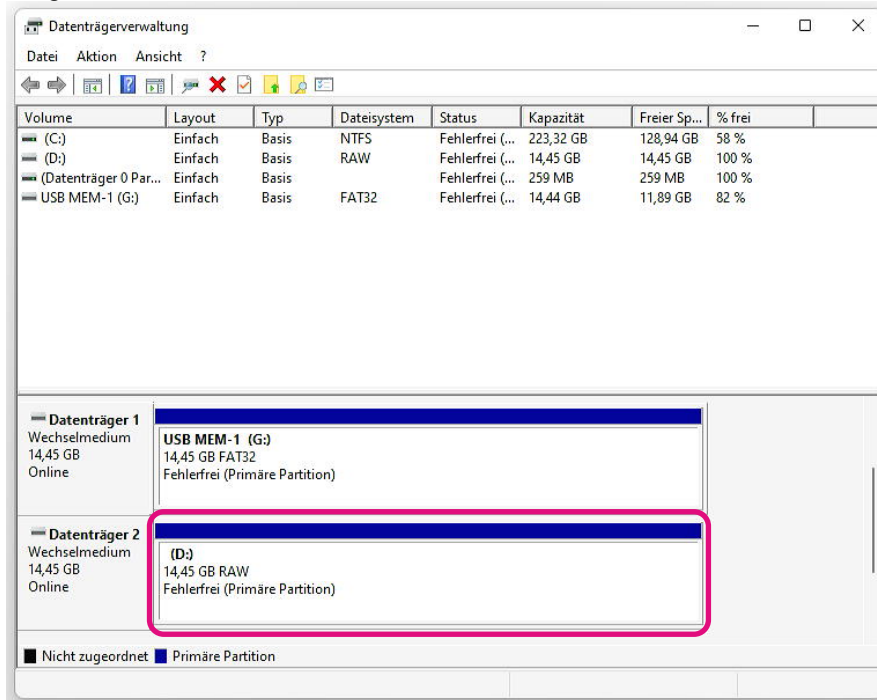 Datenträgerverwaltung
Datei Aktion Ansicht ?
Volume Layout Typ Dateisystem Status Kapazität Freier Sp... % frei
(C:) Einfach Basis NTFS Fehlerfrei (... 223,32 GB 128,94 GB 58 %
(D:) Einfach Basis RAW Fehlerfrei (... 14,45 GB 14,45 GB 100 %
(Datenträger 0 Par... Einfach Basis Fehlerfrei (... 259 MB 259 MB 100 %
USB MEM-1 (G:) Einfach Basis FAT32 Fehlerfrei (... 14,44 GB 11,89 GB 82 %
Datenträger 1
Wechselmedium
14,45 GB
Online
USB MEM-1 (G:)
14,45 GB FAT32
Fehlerfrei (Primäre Partition)
Datenträger 2
Wechselmedium
14,45 GB
Online
(D:)
14,45 GB RAW
Fehlerfrei (Primäre Partition)
Nicht zugeordnet Primäre Partition